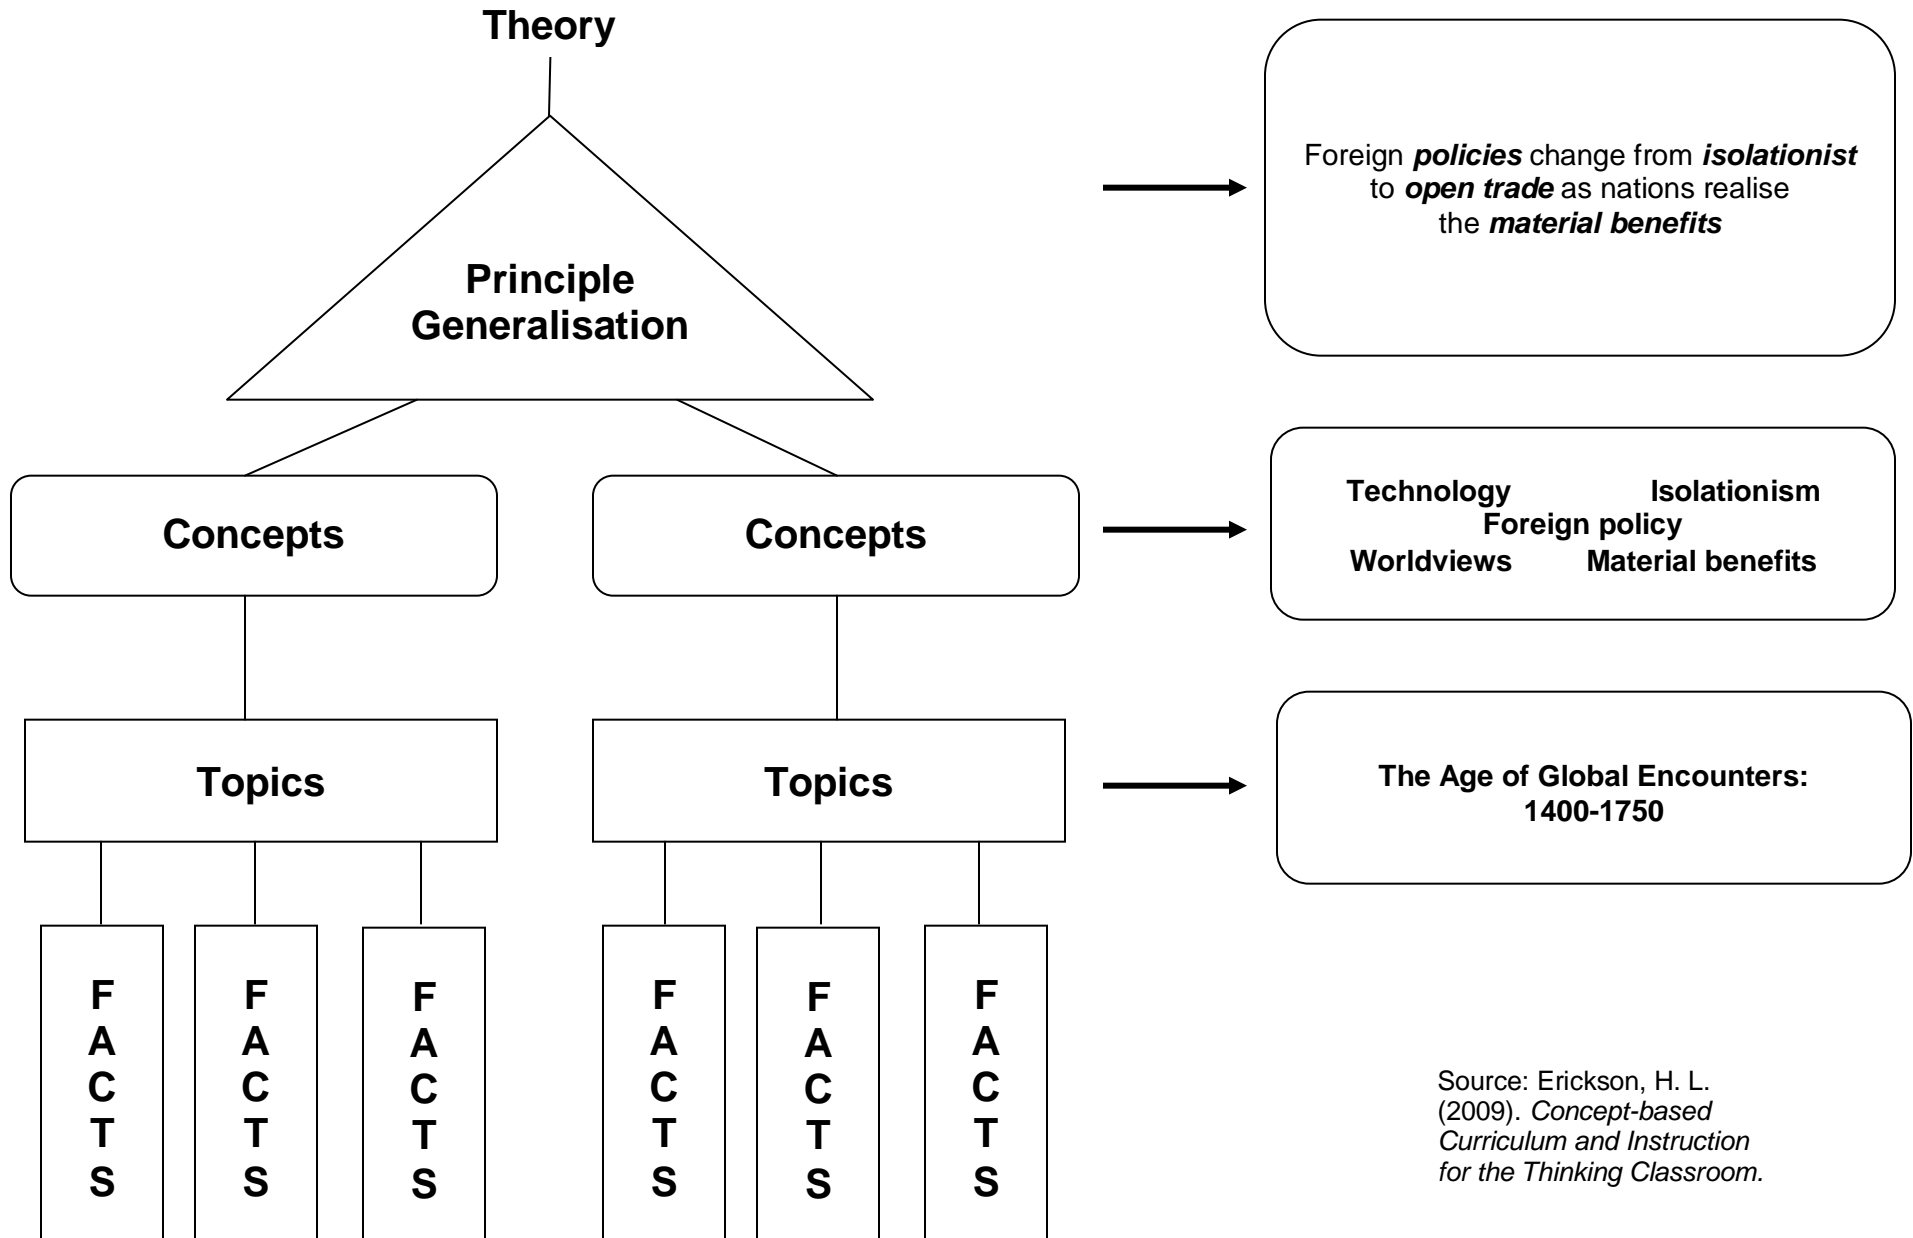 Theory
Principle
Generalisation
Foreign policies change from isolationist
to open trade as nations realise
the material benefits
Concepts
Concepts
Technology Isolationism
Foreign policy
Worldviews Material benefits
Topics
Topics
The Age of Global Encounters:
1400-1750
F
A
C
T
S
F
A
C
T
S
F
A
C
T
S
F
A
C
T
S
F
A
C
T
S
F
A
C
T
S
Source: Erickson, H. L.
(2009). Concept-based
Curriculum and Instruction
for the Thinking Classroom.